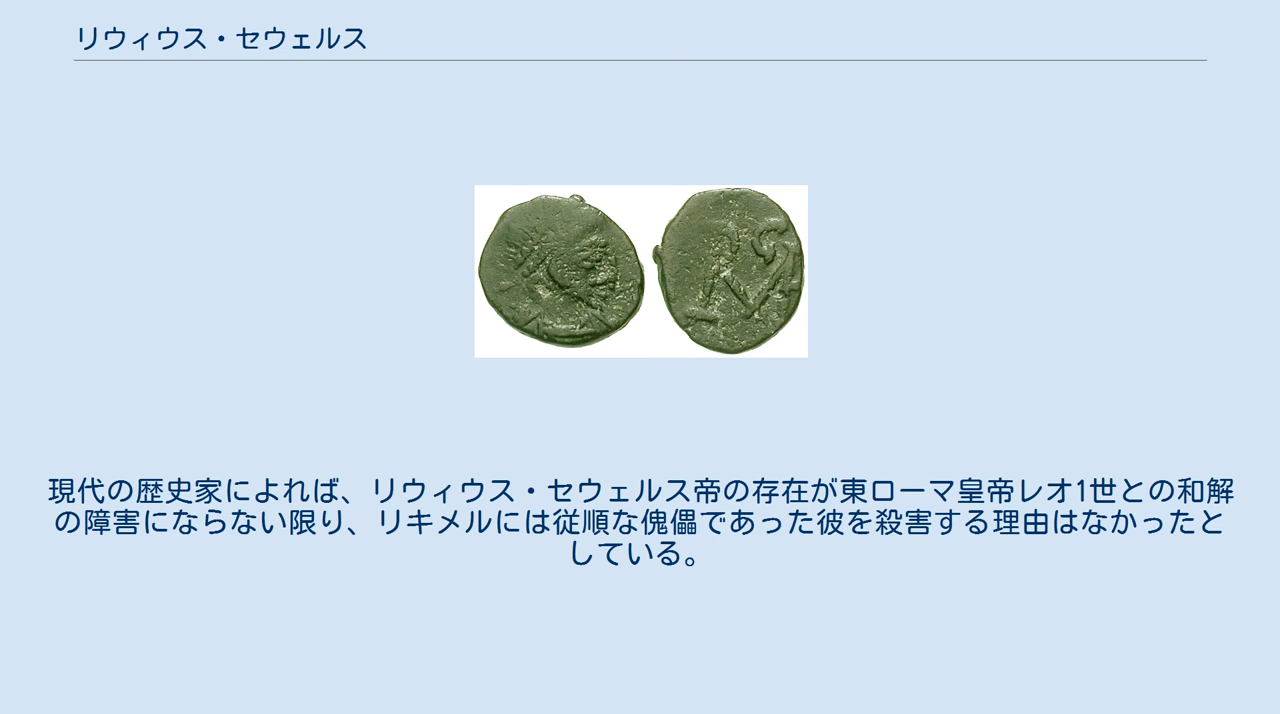 リウィウス・セウェルス
現代の歴史家によれば、リウィウス・セウェルス帝の存在が東ローマ皇帝レオ1世との和解
の障害にならない限り、リキメルには従順な傀儡であった彼を殺害する理由はなかったと
している。